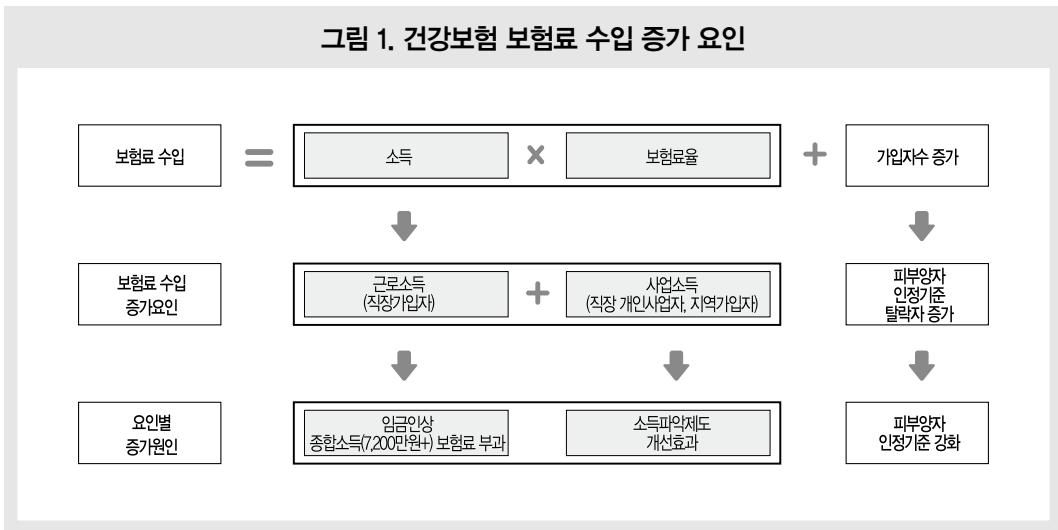 그림 1. 건강보험 보험료 수입 증가 요인
보험료 수입 = 소득 × 보험료율 + 가입자수 증가
보험료 수입
증가요인
근로소득
(직장가입자)
+
사업소득
(직장 개인사업자, 지역가입자)
피부양자
인정기준
탈락자 증가
요인별
증가원인
임금인상
종합소득(7,200만원+) 보험료 부과
소득파악제도
개선효과
피부양자
인정기준 강화